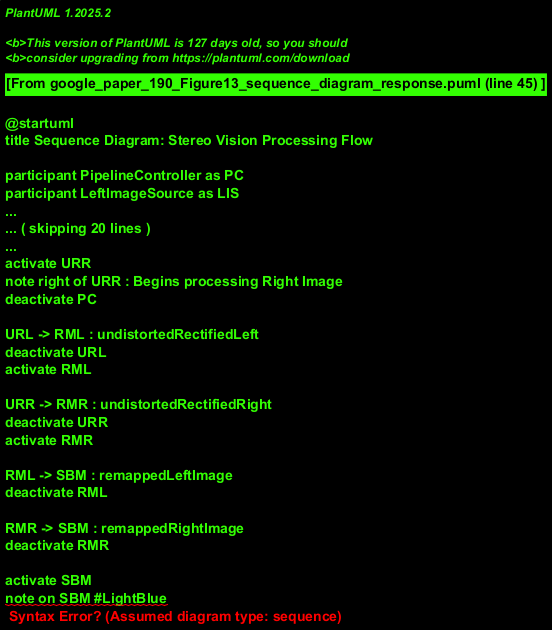 PlantUML 1.2025.2
<b>This version of PlantUML is 127 days old, so you should
<b>consider upgrading from https://plantuml.com/download
[From google_paper_190_Figure13_sequence_diagram_response.puml (line 45) ]
@startuml
title Sequence Diagram: Stereo Vision Processing Flow
participant PipelineController as PC
participant LeftImageSource as LIS
...
... ( skipping 20 lines )
...
activate URR
note right of URR : Begins processing Right Image
deactivate PC
URL -> RML : undistortedRectifiedLeft
deactivate URL
activate RML
URR -> RMR : undistortedRectifiedRight
deactivate URR
activate RMR
RML -> SBM : remappedLeftImage
deactivate RML
RMR -> SBM : remappedRightImage
deactivate RMR
activate SBM
note on SBM #LightBlue
Syntax Error? (Assumed diagram type: sequence)